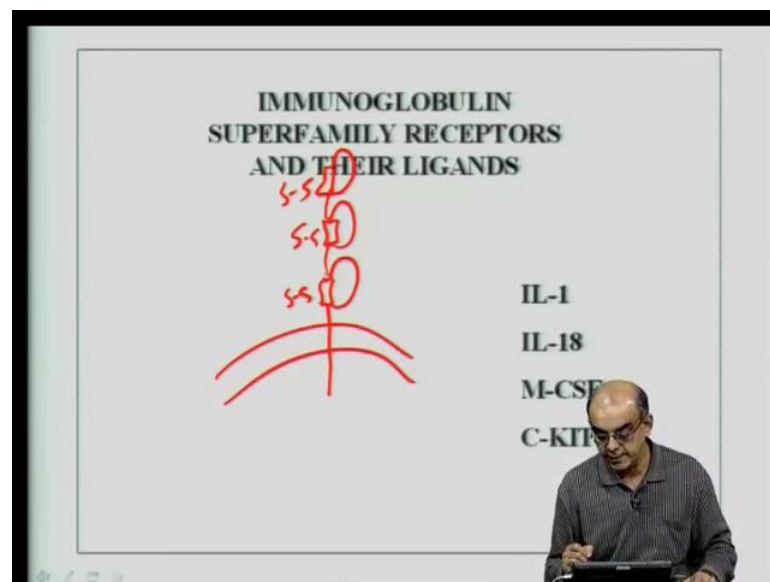 IMMUNOGLOBULIN
SUPERFAMILY RECEPTORS
AND THEIR LIGANDS
S-S
S-S
S-S
IL-1
IL-18
M-CSF
C-KIT